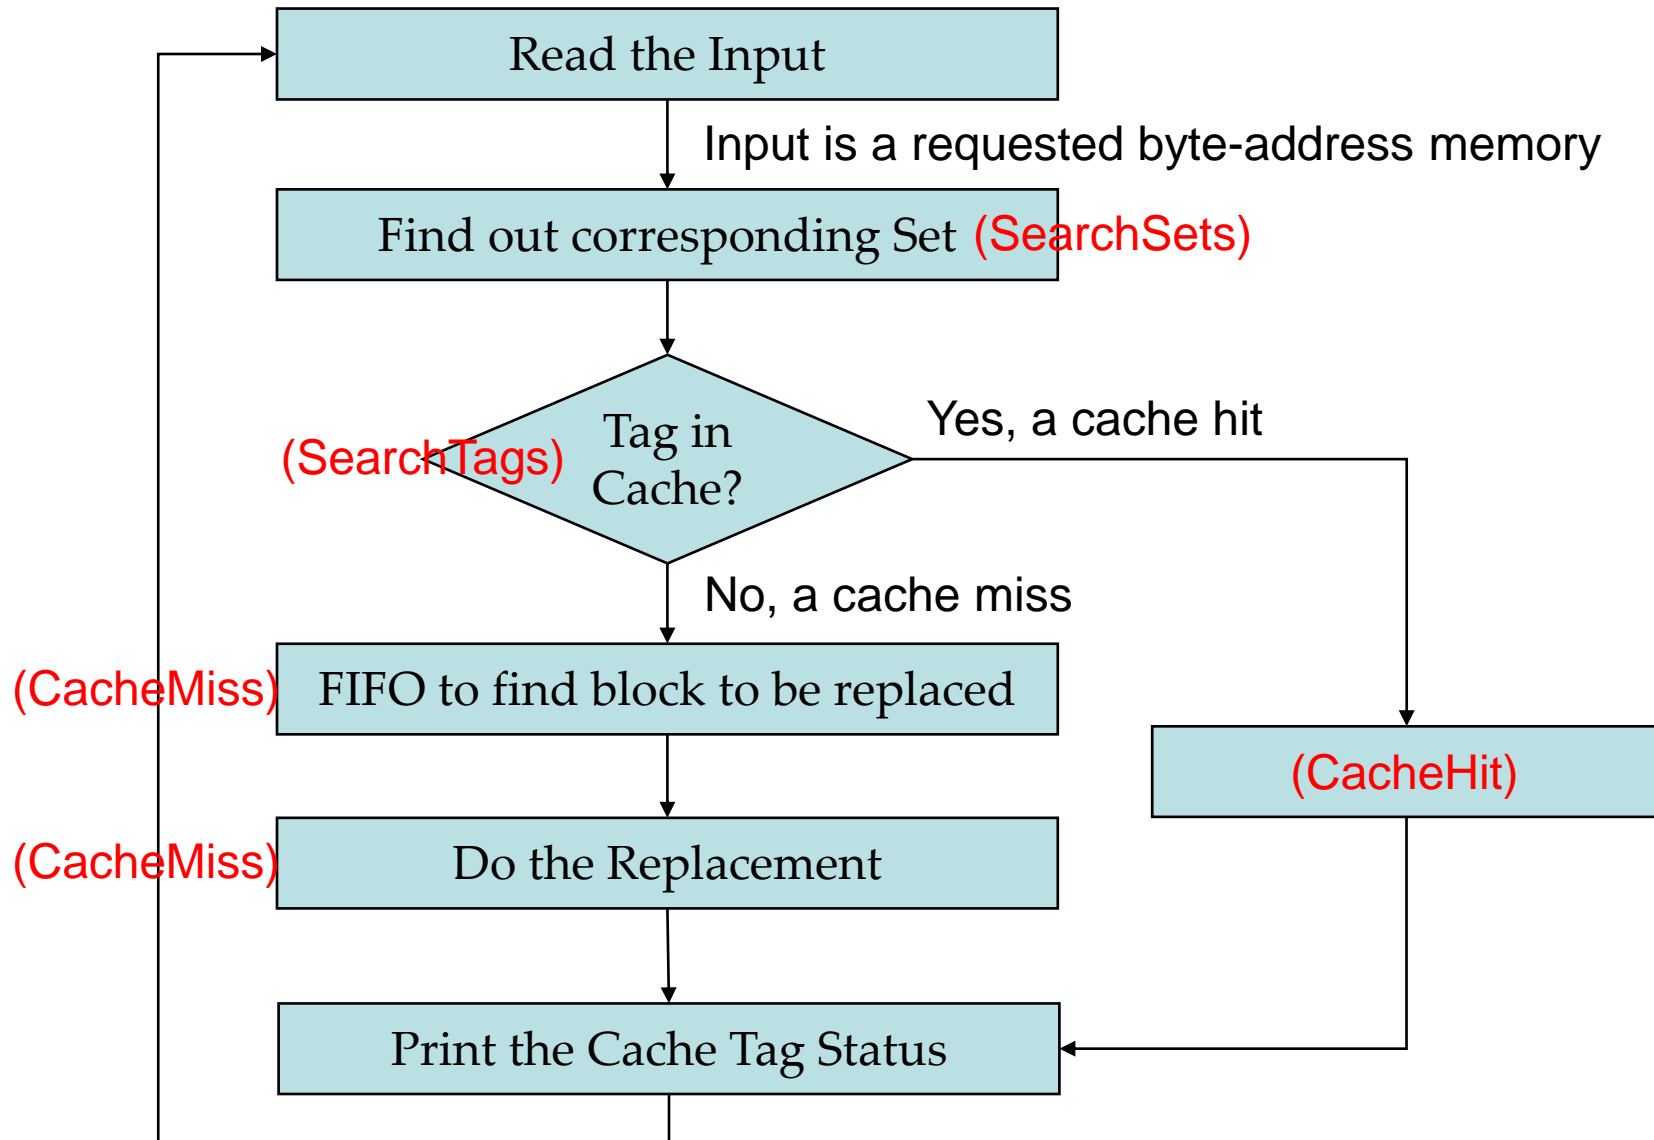 Read the Input
Input is a requested byte-address memory
Find out corresponding Set (SearchSets)
Yes, a cache hit
(SearchTags)
Tag in
Cache?
No, a cache miss
(CacheMiss)
FIFO to find block to be replaced
(CacheHit)
(CacheMiss)
Do the Replacement
Print the Cache Tag Status